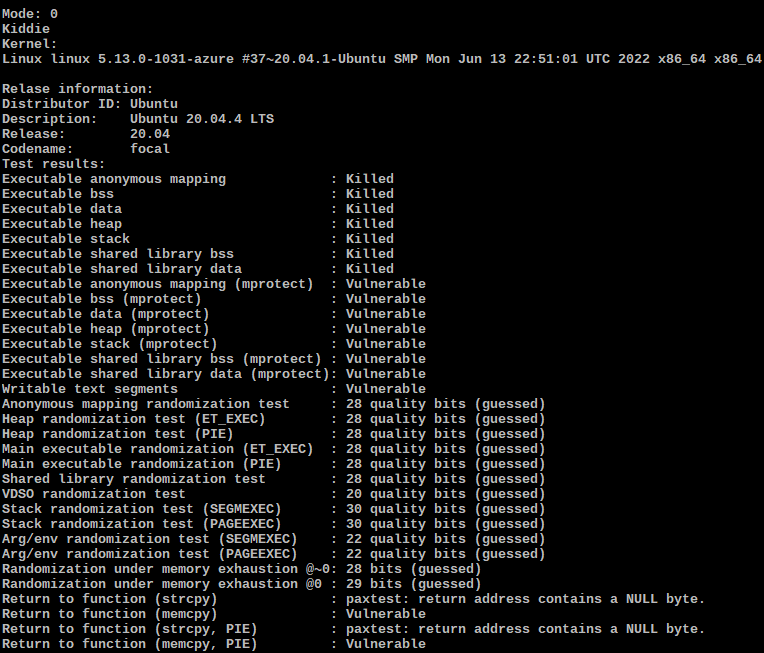 Mode: 0
Kiddie
Kernel:
Linux linux 5.13.0-1031-azure #37~20.04.1-Ubuntu SMP Mon Jun 13 22:51:01 UTC 2022 x86_64 x86_64
Relase information:
Distributor ID: Ubuntu
Description:    Ubuntu 20.04.4 LTS
Release:        20.04
Codename:       focal
Test results:
Executable anonymous mapping             : Killed
Executable bss                           : Killed
Executable data                          : Killed
Executable heap                          : Killed
Executable stack                         : Killed
Executable shared library bss            : Killed
Executable shared library data           : Killed
Executable anonymous mapping (mprotect)  : Vulnerable
Executable bss (mprotect)                : Vulnerable
Executable data (mprotect)               : Vulnerable
Executable heap (mprotect)               : Vulnerable
Executable stack (mprotect)              : Vulnerable
Executable shared library bss (mprotect) : Vulnerable
Executable shared library data (mprotect): Vulnerable
Writable text segments                   : Vulnerable
Anonymous mapping randomization test     : 28 quality bits (guessed)
Heap randomization test (ET_EXEC)        : 28 quality bits (guessed)
Heap randomization test (PIE)            : 28 quality bits (guessed)
Main executable randomization (ET_EXEC)  : 28 quality bits (guessed)
Main executable randomization (PIE)      : 28 quality bits (guessed)
Shared library randomization test        : 28 quality bits (guessed)
VDSO randomization test                  : 20 quality bits (guessed)
Stack randomization test (SEGMEXEC)      : 30 quality bits (guessed)
Stack randomization test (PAGEEXEC)      : 30 quality bits (guessed)
Arg/env randomization test (SEGMEXEC)    : 22 quality bits (guessed)
Arg/env randomization test (PAGEEXEC)    : 22 quality bits (guessed)
Randomization under memory exhaustion @~0: 28 bits (guessed)
Randomization under memory exhaustion @0 : 29 bits (guessed)
Return to function (strcpy)              : paxtest: return address contains a NULL byte.
Return to function (memcpy)              : Vulnerable
Return to function (strcpy, PIE)         : paxtest: return address contains a NULL byte.
Return to function (memcpy, PIE)         : Vulnerable